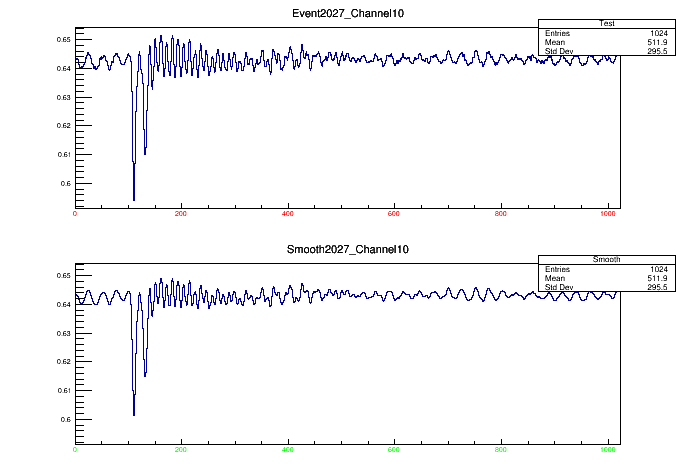 Event2027_Channel10
Test
Entries 1024
Mean 511.9
Std Dev 295.5
0.65
0.64
0.62
0.61
0.6
0 200 400 600 800 1000
Smooth2027_Channel10
Smooth
Entries 1024
Mean 511.9
Std Dev 295.5
0.65
0.64
0.63
0.62
0.61
0.6
0 200 400 600 800 1000